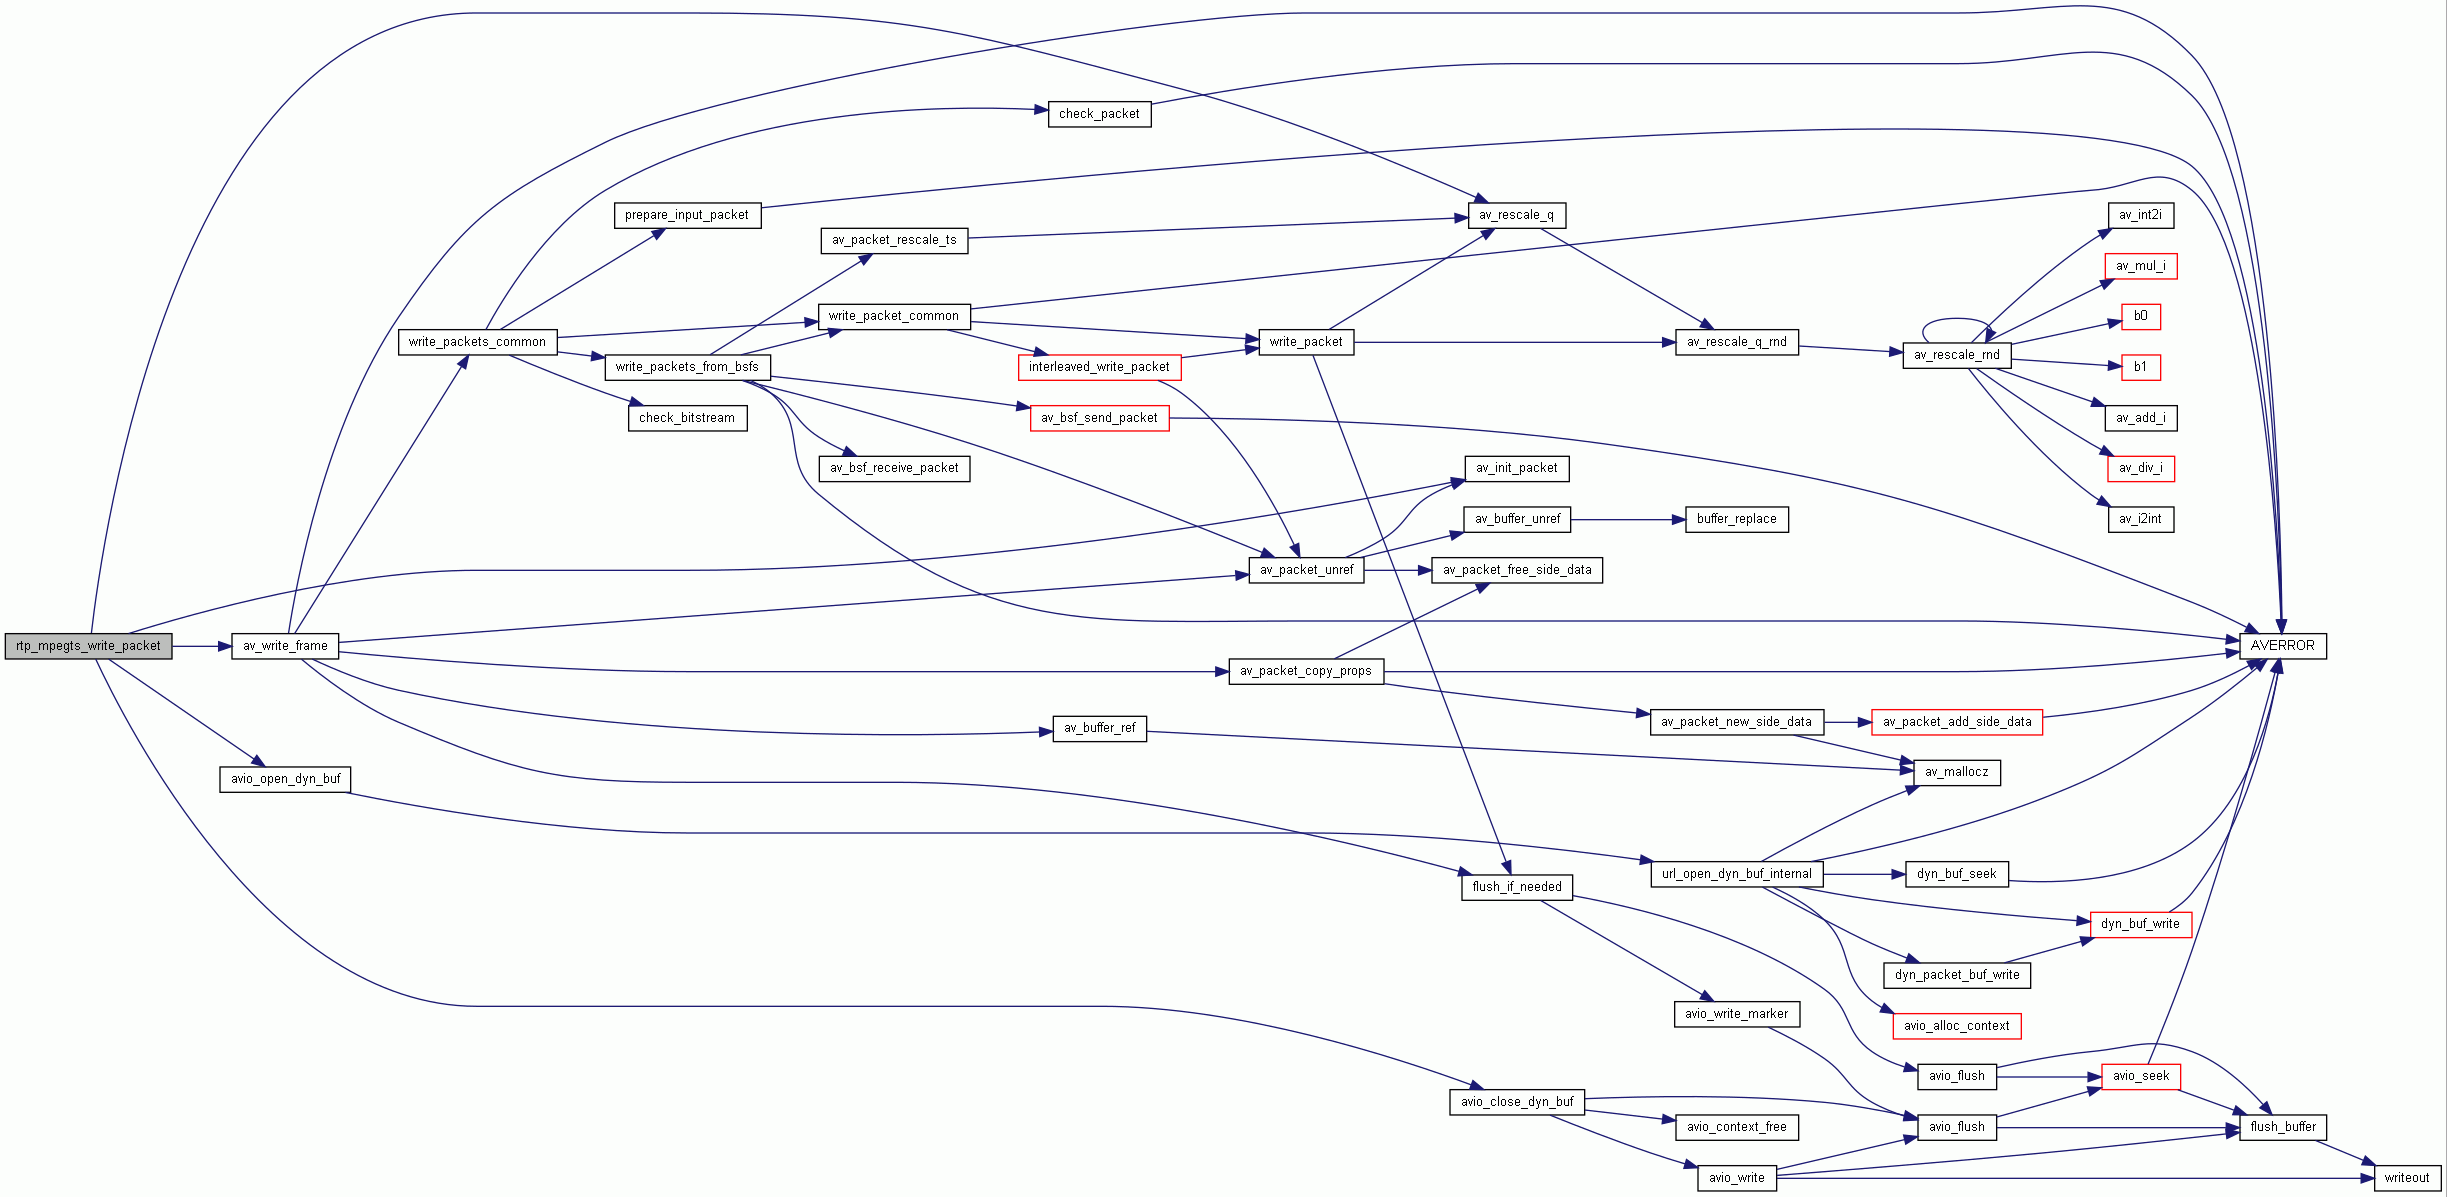 check_packet
prepare_input_packet
av_rescale_q
av_int2i
av_packet_rescale_ts
av_mul_i
write_packet_common
b0
write_packets_common
write_packet
av_rescale_q_rnd
av_rescale_rnd
write_packets_from_bsfs
interleaved_write_packet
b1
check_bitstream
av_bsf_send_packet
av_add_i
av_bsf_receive_packet
av_init_packet
av_div_i
av_buffer_unref
buffer_replace
av_i2int
av_packet_unref
av_packet_free_side_data
rtp_mpegts_write_packet
av_write_frame
AVERROR
av_packet_copy_props
av_buffer_ref
av_packet_new_side_data
av_packet_add_side_data
avio_open_dyn_buf
av_mallocz
flush_if_needed
url_open_dyn_buf_internal
dyn_buf_seek
dyn_buf_write
dyn_packet_buf_write
avio_write_marker
avio_alloc_context
avio_flush
avio_seek
avio_close_dyn_buf
avio_context_free
avio_flush
flush_buffer
avio_write
writeout